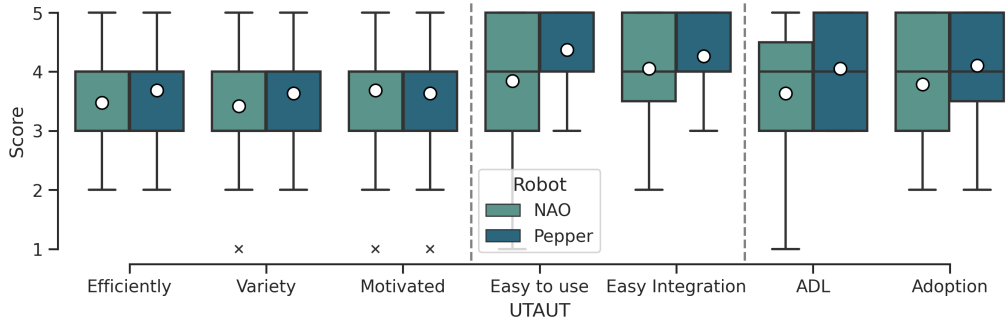 Score
5
4
3
2
1
Robot
NAO
Pepper
Efficiently Variety Motivated Easy to use Easy Integration ADL Adoption
UTAUT